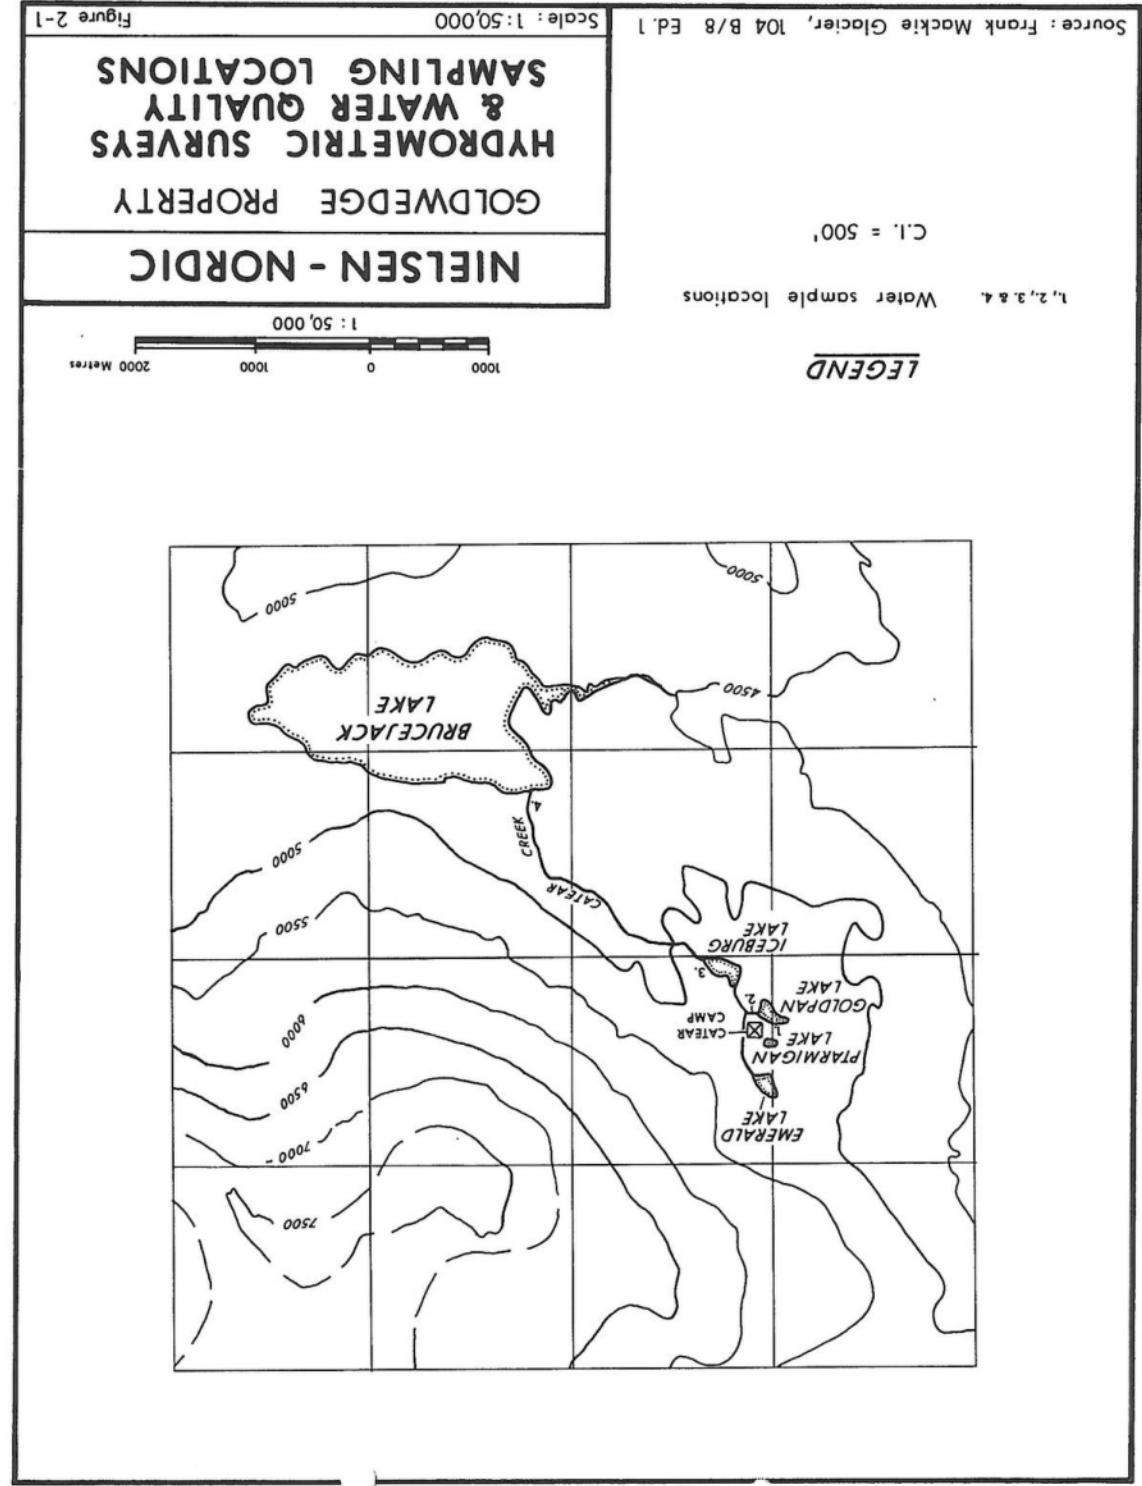 7500
7000
EMERALD
LAKE
6500
PTARMIGAN
LAKE
1.
CATEAR
CAMP
6000
GOLDPAN
LAKE
2.
3.
ICEBURG
LAKE
5500
CATEAR
CREEK
5000
4.
BRUCEJACK
LAKE
4500
5000
5000
LEGEND
1., 2., 3. & 4. Water sample locations
C.I. = 500'
1000 0 1000 2000 Metres
1 : 50,000
NIELSEN - NORDIC
GOLDWEDGE PROPERTY
HYDROMETRIC SURVEYS
& WATER QUALITY
SAMPLING LOCATIONS
Source : Frank Mackie Glacier, 104 B/8 Ed. 1
Scale : 1 : 50,000
Figure 2-1